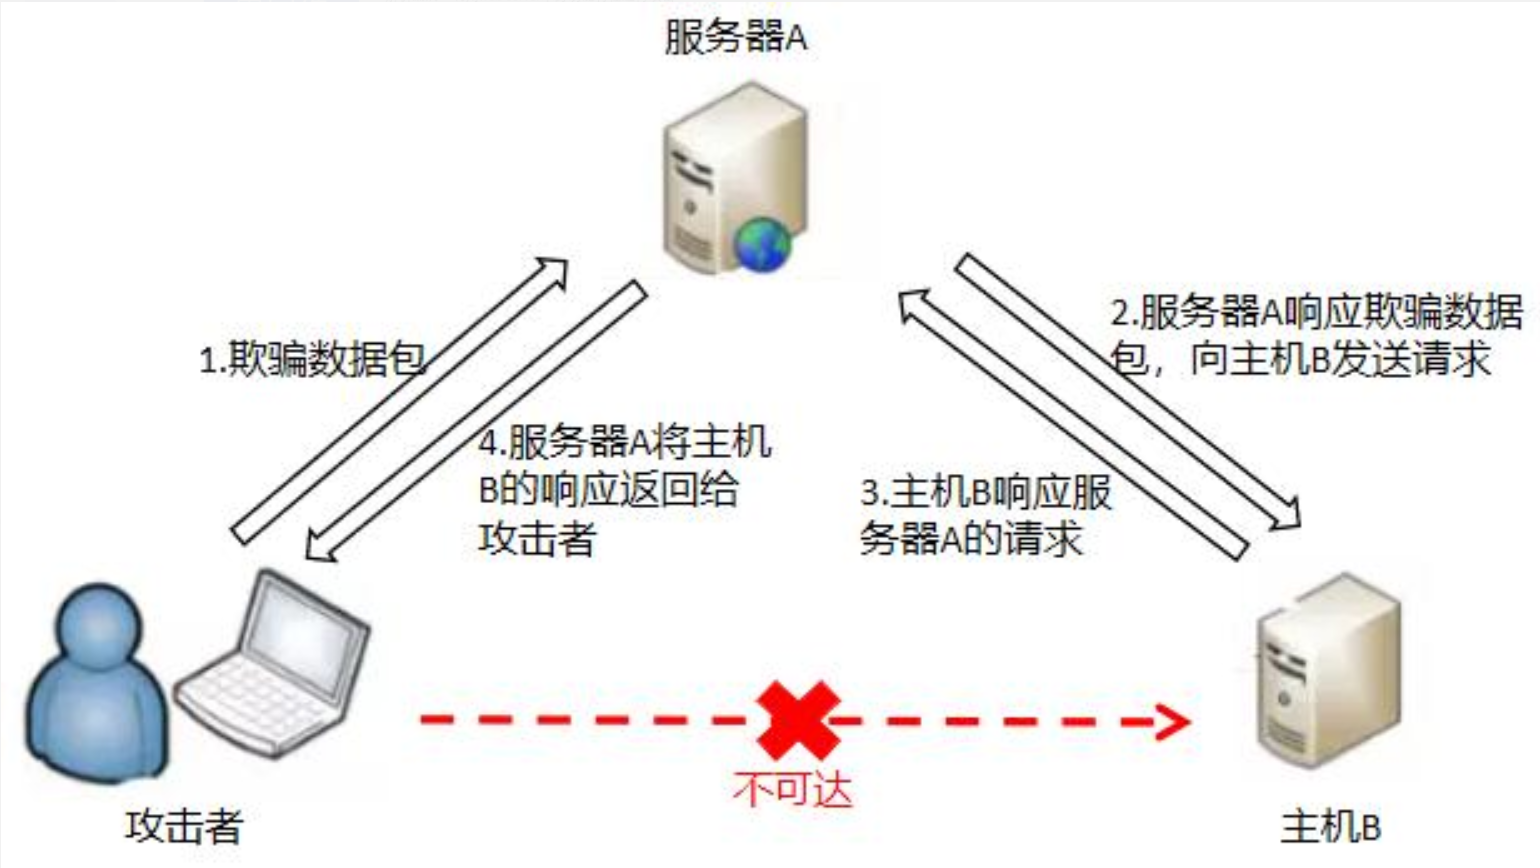 服务器A
1.欺骗数据包
2.服务器A响应欺骗数据
包，向主机B发送请求
4.服务器A将主机
B的响应返回给
攻击者
3.主机B响应服
务器A的请求
不可达
攻击者
主机B